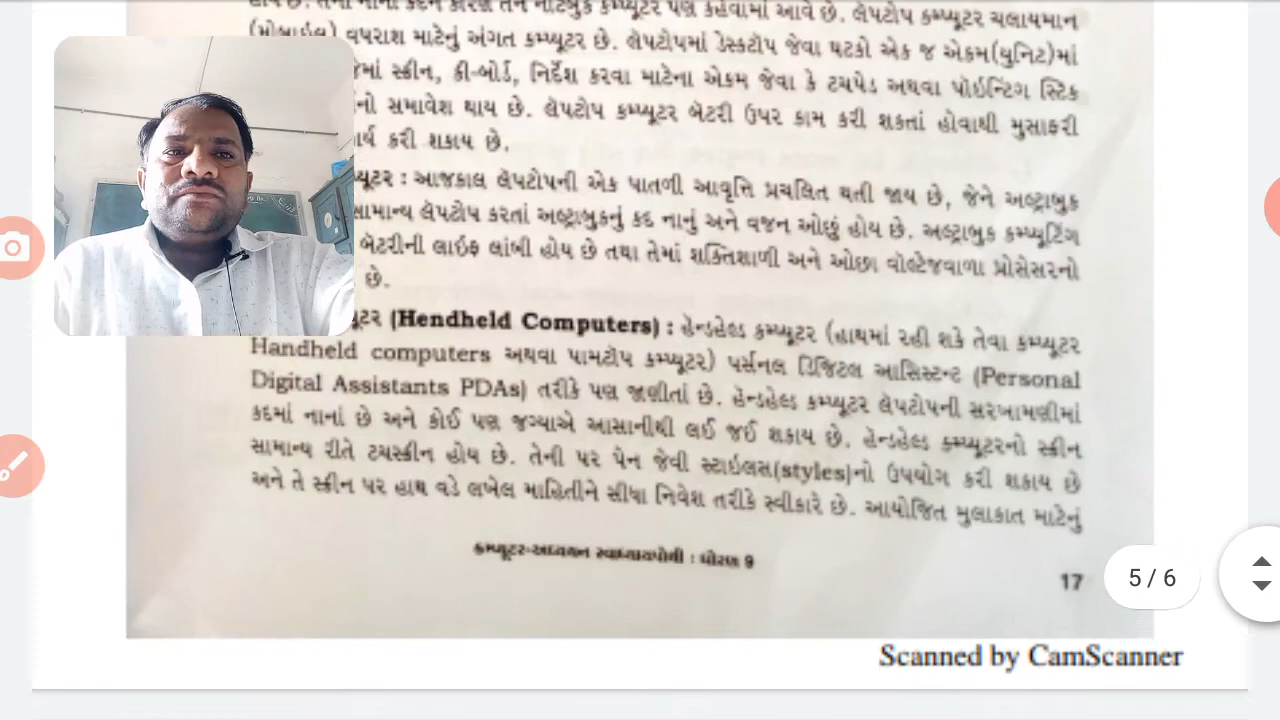 હોય છે. તેના નાના કદને કારણે તેને નોટબુક કમ્પ્યૂટર પણ કહેવામાં આવે છે. લૅપટોપ કમ્પ્યૂટર ચલાયમાન
(મોબાઈલ) વપરાશ માટેનું અંગત કમ્પ્યૂટર છે. લૅપટોપમાં ડેસ્કટૉપ જેવા ઘટકો એક જ એકમ(યુનિટ)માં
જેમાં સ્ક્રીન, કી-બોર્ડ, નિર્દેશ કરવા માટેના એકમ જેવા કે ટચપેડ અથવા પૉઇન્ટિંગ સ્ટિક
નો સમાવેશ થાય છે. લૅપટૉપ કમ્પ્યૂટર બૅટરી ઉપર કામ કરી શકતાં હોવાથી મુસાફરી
કરી શકાય છે.
યૂટર : આજકાલ લૅપટોપની એક પાતળી આવૃત્તિ પ્રચલિત થતી જાય છે, જેને અલ્ટ્રાબુક
સામાન્ય લૅપટોપ કરતાં અલ્ટ્રાબુકનું કદ નાનું અને વજન ઓછું હોય છે. અલ્ટ્રાબુક કમ્પ્યૂટિંગ
બૅટરીની લાઈફ લાંબી હોય છે તથા તેમાં શક્તિશાળી અને ઓછા વૉલ્ટેજવાળા પ્રોસેસરનો
છે.
યૂટર (Hendheld Computers) : હૅન્ડહેલ્ડ કમ્પ્યૂટર (હાથમાં રહી શકે તેવા કમ્પ્યૂટર
Handheld computers અથવા પામટૉપ કમ્પ્યૂટર) પર્સનલ ડિજિટલ આસિસ્ટન્ટ (Personal
Digital Assistants PDAs) તરીકે પણ જાણીતાં છે. હૅન્ડહેલ્ડ કમ્પ્યૂટર લૅપટોપની સરખામણીમાં
કદમાં નાનાં છે અને કોઈ પણ જગ્યાએ આસાનીથી લઈ જઈ શકાય છે. હૅન્ડહેલ્ડ કમ્પ્યૂટરનો સ્ક્રીન
સામાન્ય રીતે ટચસ્ક્રીન હોય છે. તેની પર પેન જેવી સ્ટાઇલસ(styles)નો ઉપયોગ કરી શકાય છે
અને તે સ્ક્રીન પર હાથ વડે લખેલ માહિતીને સીધા નિવેશ તરીકે સ્વીકારે છે. આયોજિત મુલાકાત માટેનું
કમ્પ્યૂટર-અધ્યયન સ્વાધ્યાયપોથી : ધોરણ 9
17
5 / 6
Scanned by CamScanner